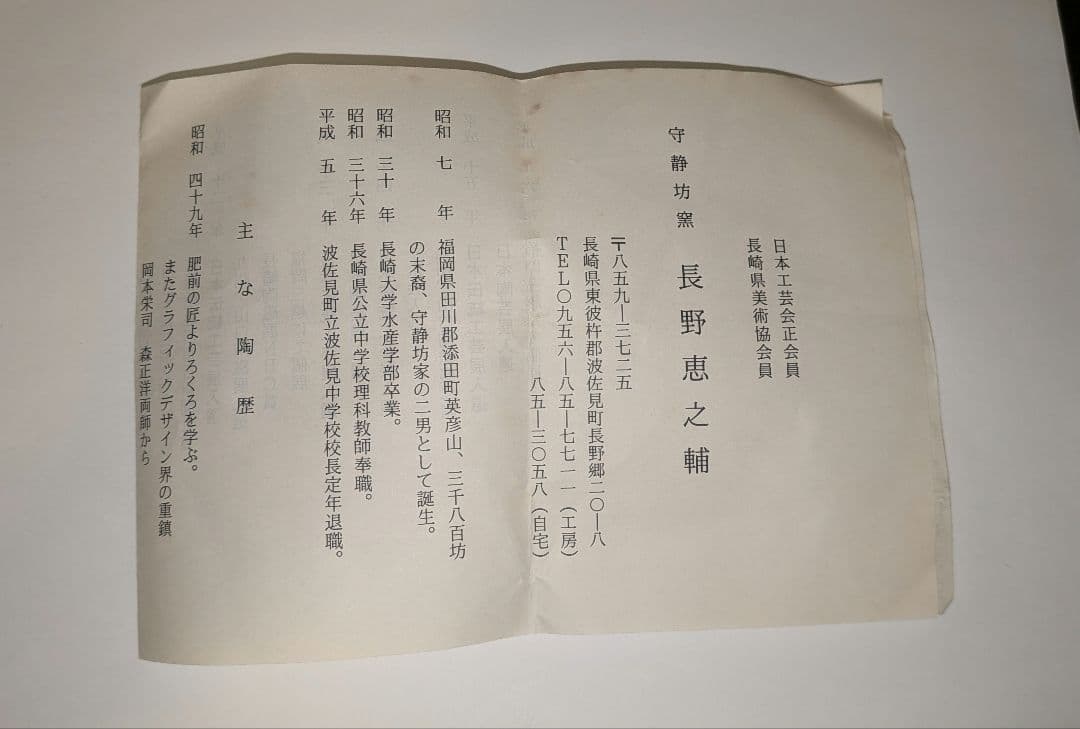 日本工芸会正会員
長崎県美術協会員
守静坊窯　長野恵之輔
〒八五九―三七二五
長崎県東彼杵郡波佐見町長野郷二〇―八
TEL〇九五六―八五―七七一一（工房）
八五―三〇五八（自宅）
昭和　七　年　福岡県田川郡添田町英彦山、三千八百坊
の末裔、守静坊家の二男として誕生。
昭和　三十　年　長崎大学水産学部卒業。
昭和　三十六年　長崎県公立中学校理科教師奉職。
平成　五　年　波佐見町立波佐見中学校校長定年退職。
主な陶歴
昭和　四十九年　肥前の匠よりろくろを学ぶ。
またグラフィックデザイン界の重鎮
岡本栄司　森正洋両師から